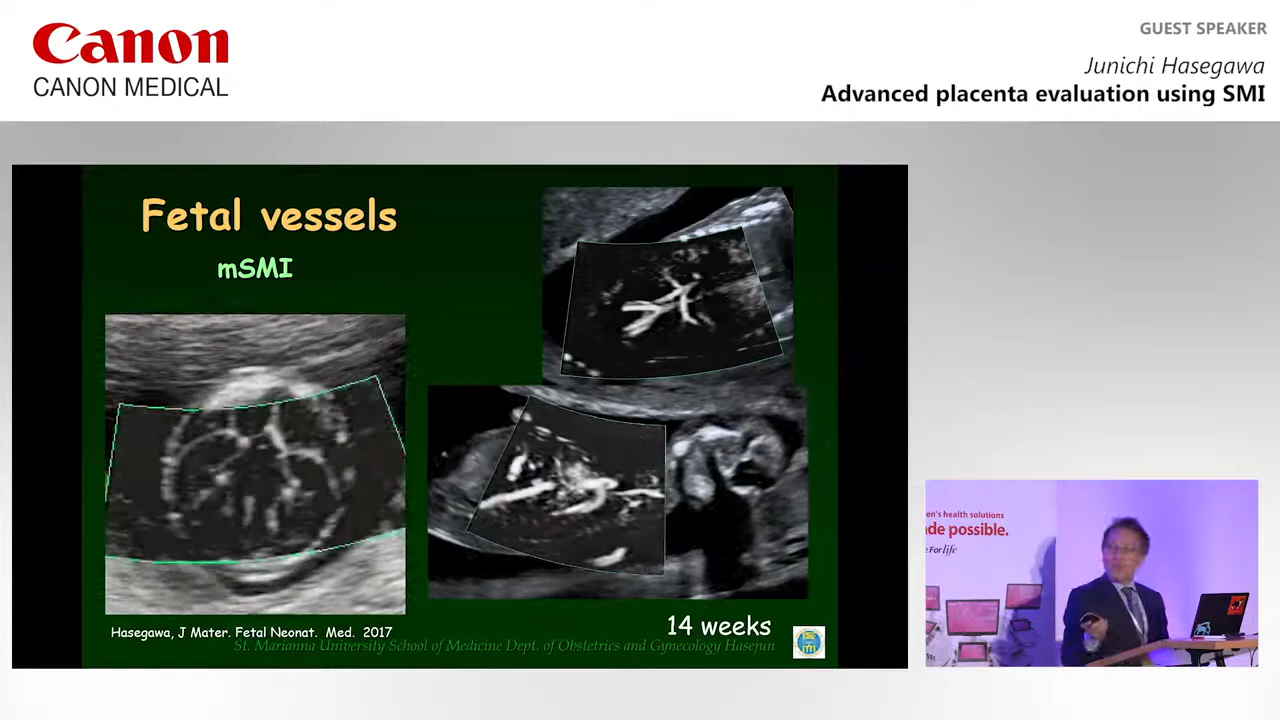 Canon
CANON MEDICAL
GUEST SPEAKER
Junichi Hasegawa
Advanced placenta evaluation using SMI
Fetal vessels
mSMI
Hasegawa, J Mater. Fetal Neonat. Med. 2017
14 weeks
St. Marianna University School of Medicine Dept. of Obstetrics and Gynecology Hasejun
en's health solutions
de possible.
For life